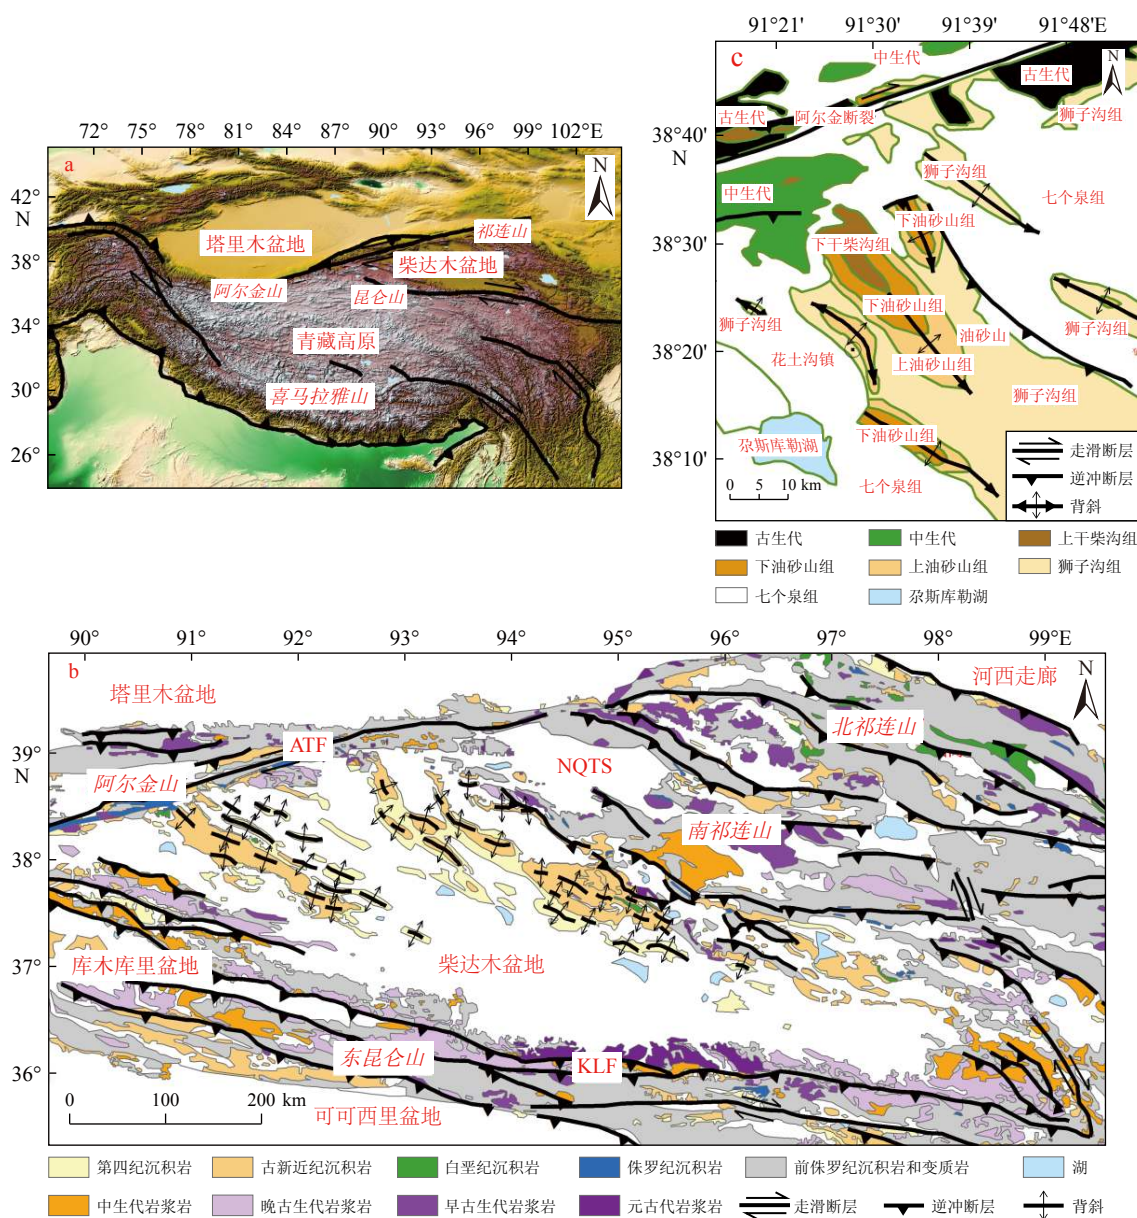 72° 75° 78° 81° 84° 87° 90° 93° 96° 99° 102°E
a
N
42°
N
38°
34°
30°
26°
祁连山
塔里木盆地
柴达木盆地
阿尔金山
昆仑山
青藏高原
喜马拉雅山
91°21' 91°30' 91°39' 91°48'E
c
中生代
N
古生代
古生代
阿尔金断裂
狮子沟组
38°40'
N
狮子沟组
中生代
七个泉组
下油砂山组
38°30'
下干柴沟组
下油砂山组
狮子沟组
油砂山
狮子沟组
38°20'
花土沟镇
上油砂山组
狮子沟组
下油砂山组
尕斯库勒湖
38°10'
七个泉组
0 5 10 km
走滑断层
逆冲断层
背斜
古生代 中生代 上干柴沟组
下油砂山组 上油砂山组 狮子沟组
七个泉组 尕斯库勒湖
90° 91° 92° 93° 94° 95° 96° 97° 98° 99°E
b
塔里木盆地
河西走廊
N
北祁连山
39°
N
ATF
NQTS
阿尔金山
南祁连山
38°
37°
库木库里盆地
柴达木盆地
东昆仑山
KLF
36°
0 100 200 km
可可西里盆地
第四纪沉积岩 古新近纪沉积岩 白垩纪沉积岩 侏罗纪沉积岩 前侏罗纪沉积岩和变质岩 湖
中生代岩浆岩 晚古生代岩浆岩 早古生代岩浆岩 元古代岩浆岩 走滑断层 逆冲断层 背斜